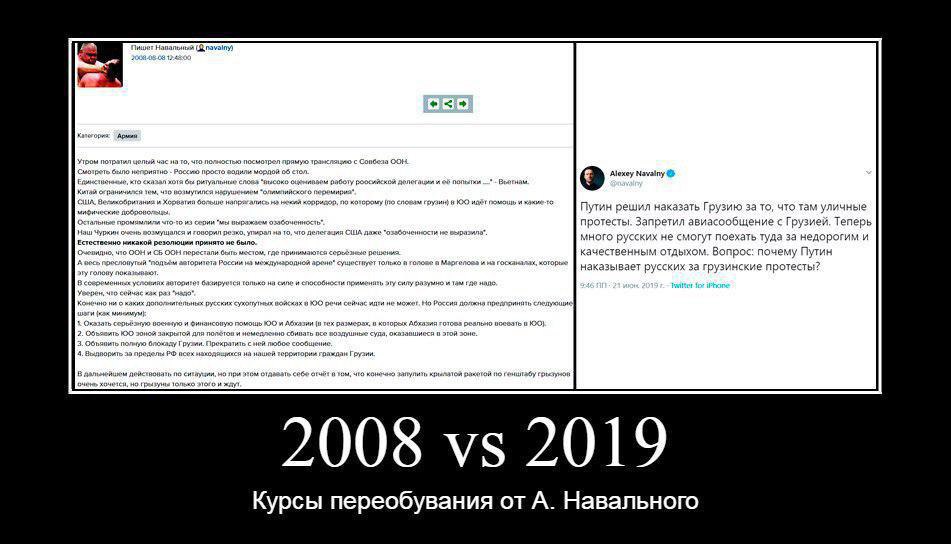 Пишет Навальный (navalny)
2008-08-08 12:48:00
Категория: Армия
Утром потратил целый час на то, что полностью посмотрел прямую трансляцию с Совбеза ООН.
Смотреть было неприятно - Россию просто водили мордой об стол.
Единственные, кто сказал хотя бы ритуальные слова "высоко оцениваем работу российской делегации и её попытки ...." - Вьетнам.
Китай ограничился тем, что возмутился нарушением "олимпийского перемирия".
США, Великобритания и Хорватия больше напрягались на некий корридор, по которому (по словам грузин) в ЮО идёт помощь и какие-то
мифические добровольцы.
Остальные промямлили что-то из серии "мы выражаем озабоченность".
Наш Чуркин очень возмущался и говорил резко, упирал на то, что делегация США даже "озабоченности не выразила".
Естественно никакой резолюции принято не было.
Очевидно, что ООН и СБ ООН перестали быть местом, где принимаются серьёзные решения.
А весь пресловутый "подъём авторитета России на международной арене" существует только в голове в Маргелова и на госканалах, которые
эту голову показывают.
В современных условиях авторитет базируется только на силе и способности применять эту силу разумно и там где надо.
Уверен, что сейчас как раз "надо".
Конечно ни о каких дополнительных русских сухопутных войсках в ЮО речи сейчас идти не может. Но Россия должна предпринять следующие
шаги (как минимум):
1. Оказать серьёзную военную и финансовую помощь ЮО и Абхазии (в тех размерах, в которых Абхазия готова реально воевать в ЮО).
2. Объявить ЮО зоной закрытой для полётов и немедленно сбивать все воздушные суда, оказавшиеся в этой зоне.
3. Объявить полную блокаду Грузии. Прекратить с ней любое сообщение.
4. Выдворить за пределы РФ всех находящихся на нашей территории граждан Грузии.
В дальнейшем действовать по ситауции, но при этом отдавать себе отчёт в том, что конечно запулить крылатой ракетой по генштабу грызунов
очень хочется, но грызуны только этого и ждут.
Alexey Navalny
@navalny
Путин решил наказать Грузию за то, что там уличные
протесты. Запретил авиасообщение с Грузией. Теперь
много русских не смогут поехать туда за недорогим и
качественным отдыхом. Вопрос: почему Путин
наказывает русских за грузинские протесты?
9:46 ПП · 21 июн. 2019 г. · Twitter for iPhone
2008 vs 2019
Курсы переобувания от А. Навального